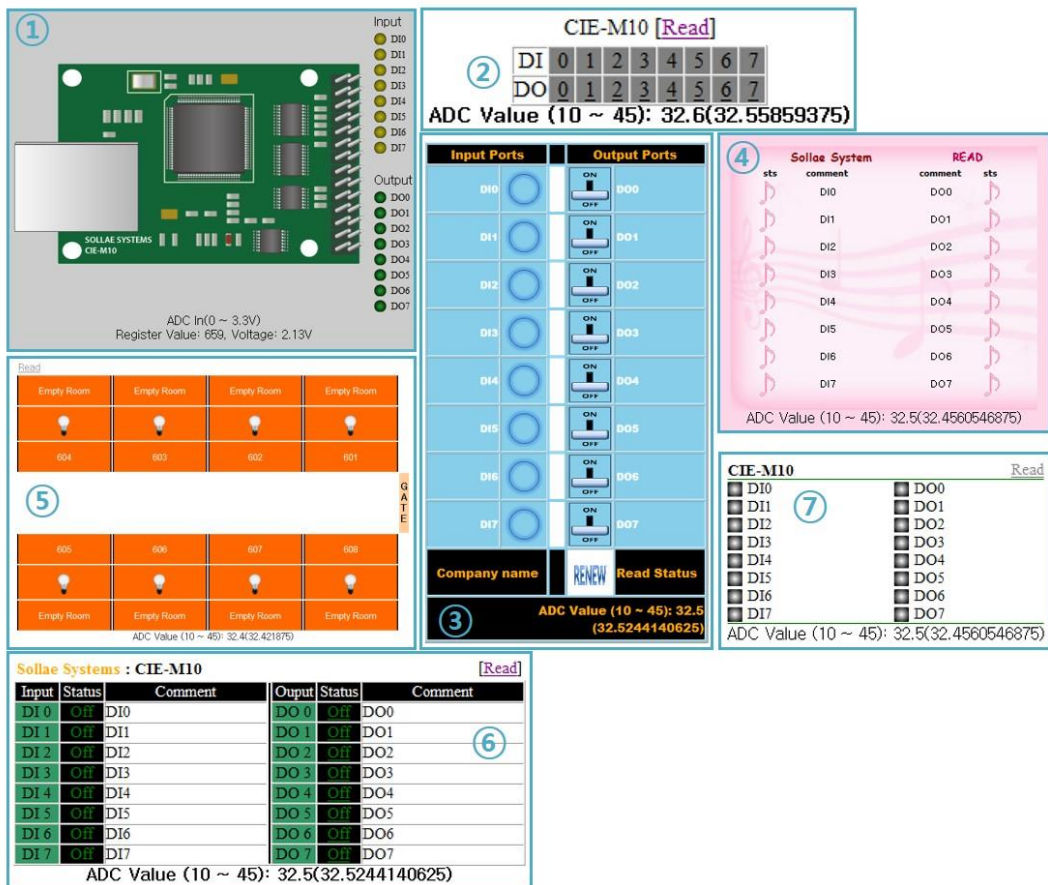 ①
Input
DI0
DI1
DI2
DI3
DI4
DI5
DI6
DI7
Output
DO0
DO1
DO2
DO3
DO4
DO5
DO6
DO7
SOLLAE SYSTEMS
CIE-M10
ADC In(0 ~ 3.3V)
Register Value: 659, Voltage: 2.13V
②
CIE-M10 [Read]
DI 0 1 2 3 4 5 6 7
DO 0 1 2 3 4 5 6 7
ADC Value (10 ~ 45): 32.6(32.55859375)
Input Ports Output Ports
DI0 ON OFF DO0
DI1 ON OFF DO1
DI2 ON OFF DO2
DI3 ON OFF DO3
DI4 ON OFF DO4
DI5 ON OFF DO5
DI6 ON OFF DO6
DI7 ON OFF DO7
Company name RENEW Read Status
③
ADC Value (10 ~ 45): 32.5
(32.5244140625)
④
Sollae System READ
sts comment comment sts
DI0 DO0
DI1 DO1
DI2 DO2
DI3 DO3
DI4 DO4
DI5 DO5
DI6 DO6
DI7 DO7
ADC Value (10 ~ 45): 32.5(32.4560546875)
Read
Empty Room Empty Room Empty Room Empty Room
604 603 602 601
⑤
GATE
605 606 607 608
Empty Room Empty Room Empty Room Empty Room
ADC Value (10 ~ 45): 32.4(32.421875)
CIE-M10 Read
⑦
DI0 DO0
DI1 DO1
DI2 DO2
DI3 DO3
DI4 DO4
DI5 DO5
DI6 DO6
DI7 DO7
ADC Value (10 ~ 45): 32.5(32.4560546875)
Sollae Systems : CIE-M10 [Read]
Input Status Comment Ouput Status Comment
DI 0 Off DI0 DO 0 Off DO0
DI 1 Off DI1 DO 1 Off DO1
DI 2 Off DI2 DO 2 Off DO2
DI 3 Off DI3 DO 3 Off DO3
DI 4 Off DI4 DO 4 Off DO4
DI 5 Off DI5 DO 5 Off DO5
DI 6 Off DI6 DO 6 Off DO6
DI 7 Off DI7 DO 7 Off DO7
⑥
ADC Value (10 ~ 45): 32.5(32.5244140625)